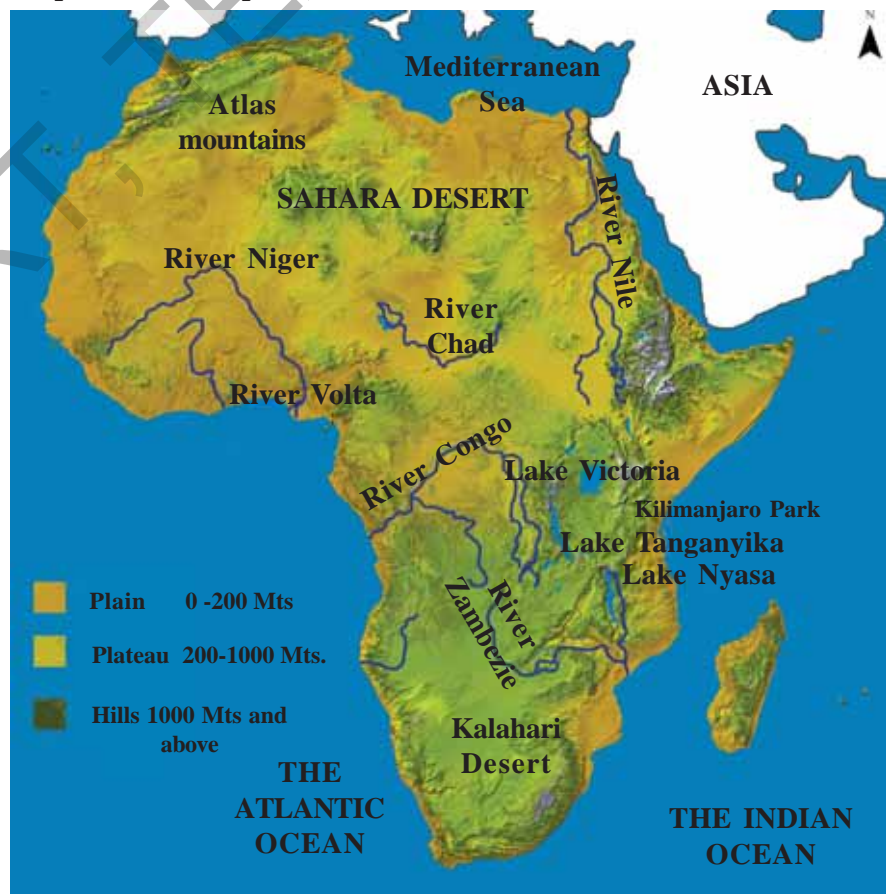 N
Mediterranean
Sea
ASIA
Atlas
mountains
SAHARA DESERT
River Nile
River Niger
River
Chad
River Volta
River Congo
Lake Victoria
Kilimanjaro Park
Lake Tanganyika
Lake Nyasa
River
Zambezie
Plain 0 -200 Mts
Plateau 200-1000 Mts.
Hills 1000 Mts and
above
Kalahari
Desert
THE
ATLANTIC
OCEAN
THE INDIAN
OCEAN